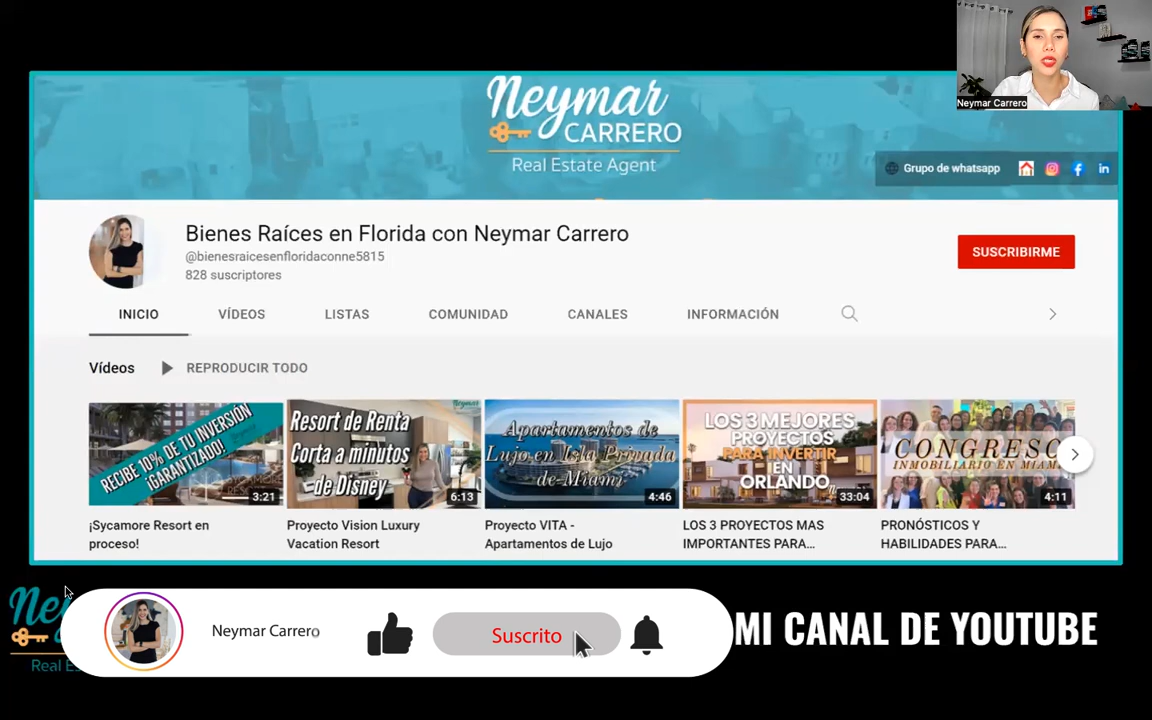 Neymar
CARRERO
Real Estate Agent
Neymar Carrero
Grupo de whatsapp
Bienes Raíces en Florida con Neymar Carrero
@bienesraicesenfloridaconne5815
828 suscriptores
SUSCRIBIRME
INICIO VÍDEOS LISTAS COMUNIDAD CANALES INFORMACIÓN
Vídeos REPRODUCIR TODO
RECIBE 10% DE TU INVERSIÓN
¡GARANTIZADO!
3:21
Resort de Renta
Corta a minutos
de Disney
6:13
Apartamentos de
Lujo en Isla Privada
de Miami
4:46
LOS 3 MEJORES
PROYECTOS
PARA INVERTIR
EN
ORLANDO
33:04
CONGRESO
INMOBILIARIO EN MIAMI
4:11
¡Sycamore Resort en
proceso!
Proyecto Vision Luxury
Vacation Resort
Proyecto VITA -
Apartamentos de Lujo
LOS 3 PROYECTOS MAS
IMPORTANTES PARA...
PRONÓSTICOS Y
HABILIDADES PARA...
Neymar Carrero
Suscrito
MI CANAL DE YOUTUBE